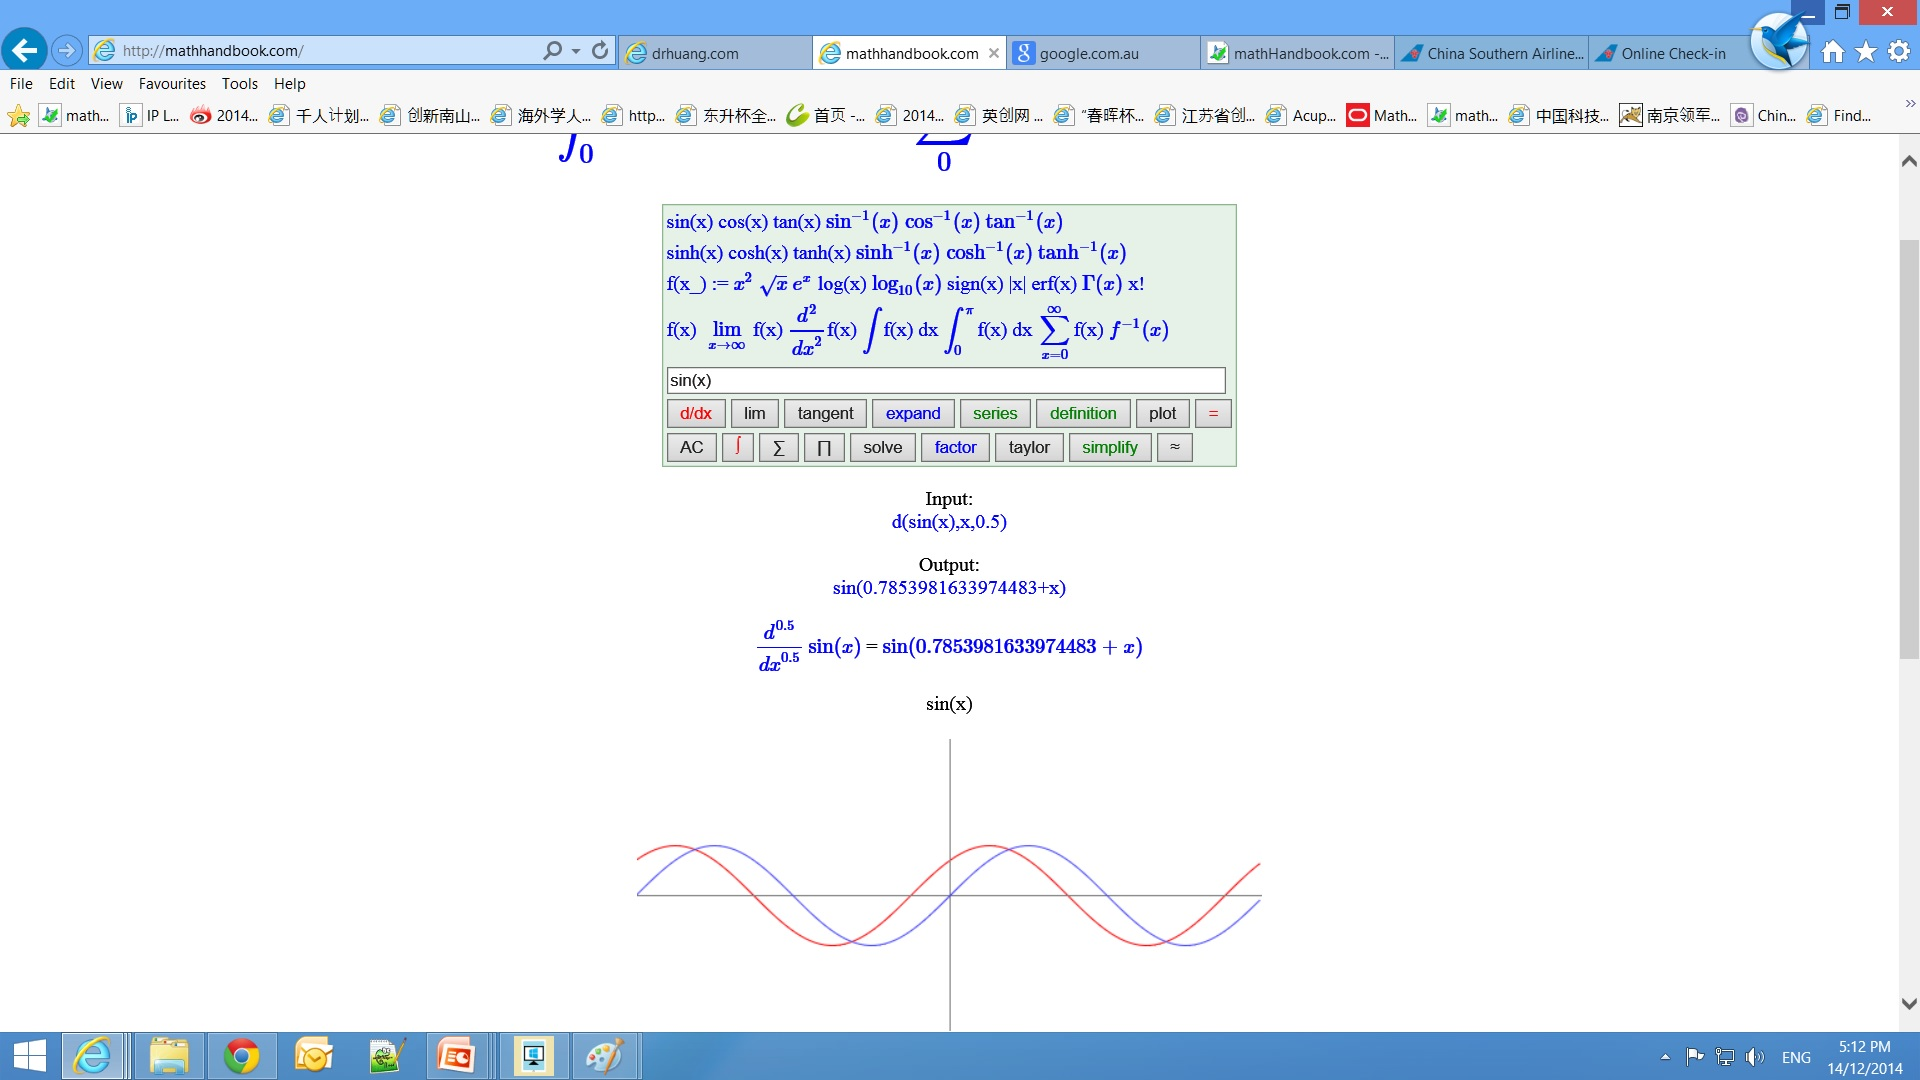 http://mathhandbook.com/
drhuang.com
mathhandbook.com
google.com.au
mathHandbook.com -...
China Southern Airline...
Online Check-in
File Edit View Favourites Tools Help
math...
IP L...
2014...
千人计划...
创新南山...
海外学人...
http...
东升杯全...
首页 -...
2014...
英创网 ...
“春晖杯...
江苏省创...
Acup...
Math...
math...
中国科技...
南京领军...
Chin...
Find...
∫0
∑0
sin(x) cos(x) tan(x) sin⁻¹(x) cos⁻¹(x) tan⁻¹(x)
sinh(x) cosh(x) tanh(x) sinh⁻¹(x) cosh⁻¹(x) tanh⁻¹(x)
f(x_) := x² √x eˣ log(x) log₁₀(x) sign(x) |x| erf(x) Γ(x) x!
f(x) lim x→∞ f(x) d²/dx² f(x) ∫ f(x) dx ∫₀^π f(x) dx ∑_{x=0}^∞ f(x) f⁻¹(x)
sin(x)
d/dx lim tangent expand series definition plot =
AC ∫ ∑ ∏ solve factor taylor simplify ≈
Input:
d(sin(x),x,0.5)
Output:
sin(0.7853981633974483+x)
d^0.5/dx^0.5 sin(x) = sin(0.7853981633974483 + x)
sin(x)
ENG
5:12 PM
14/12/2014